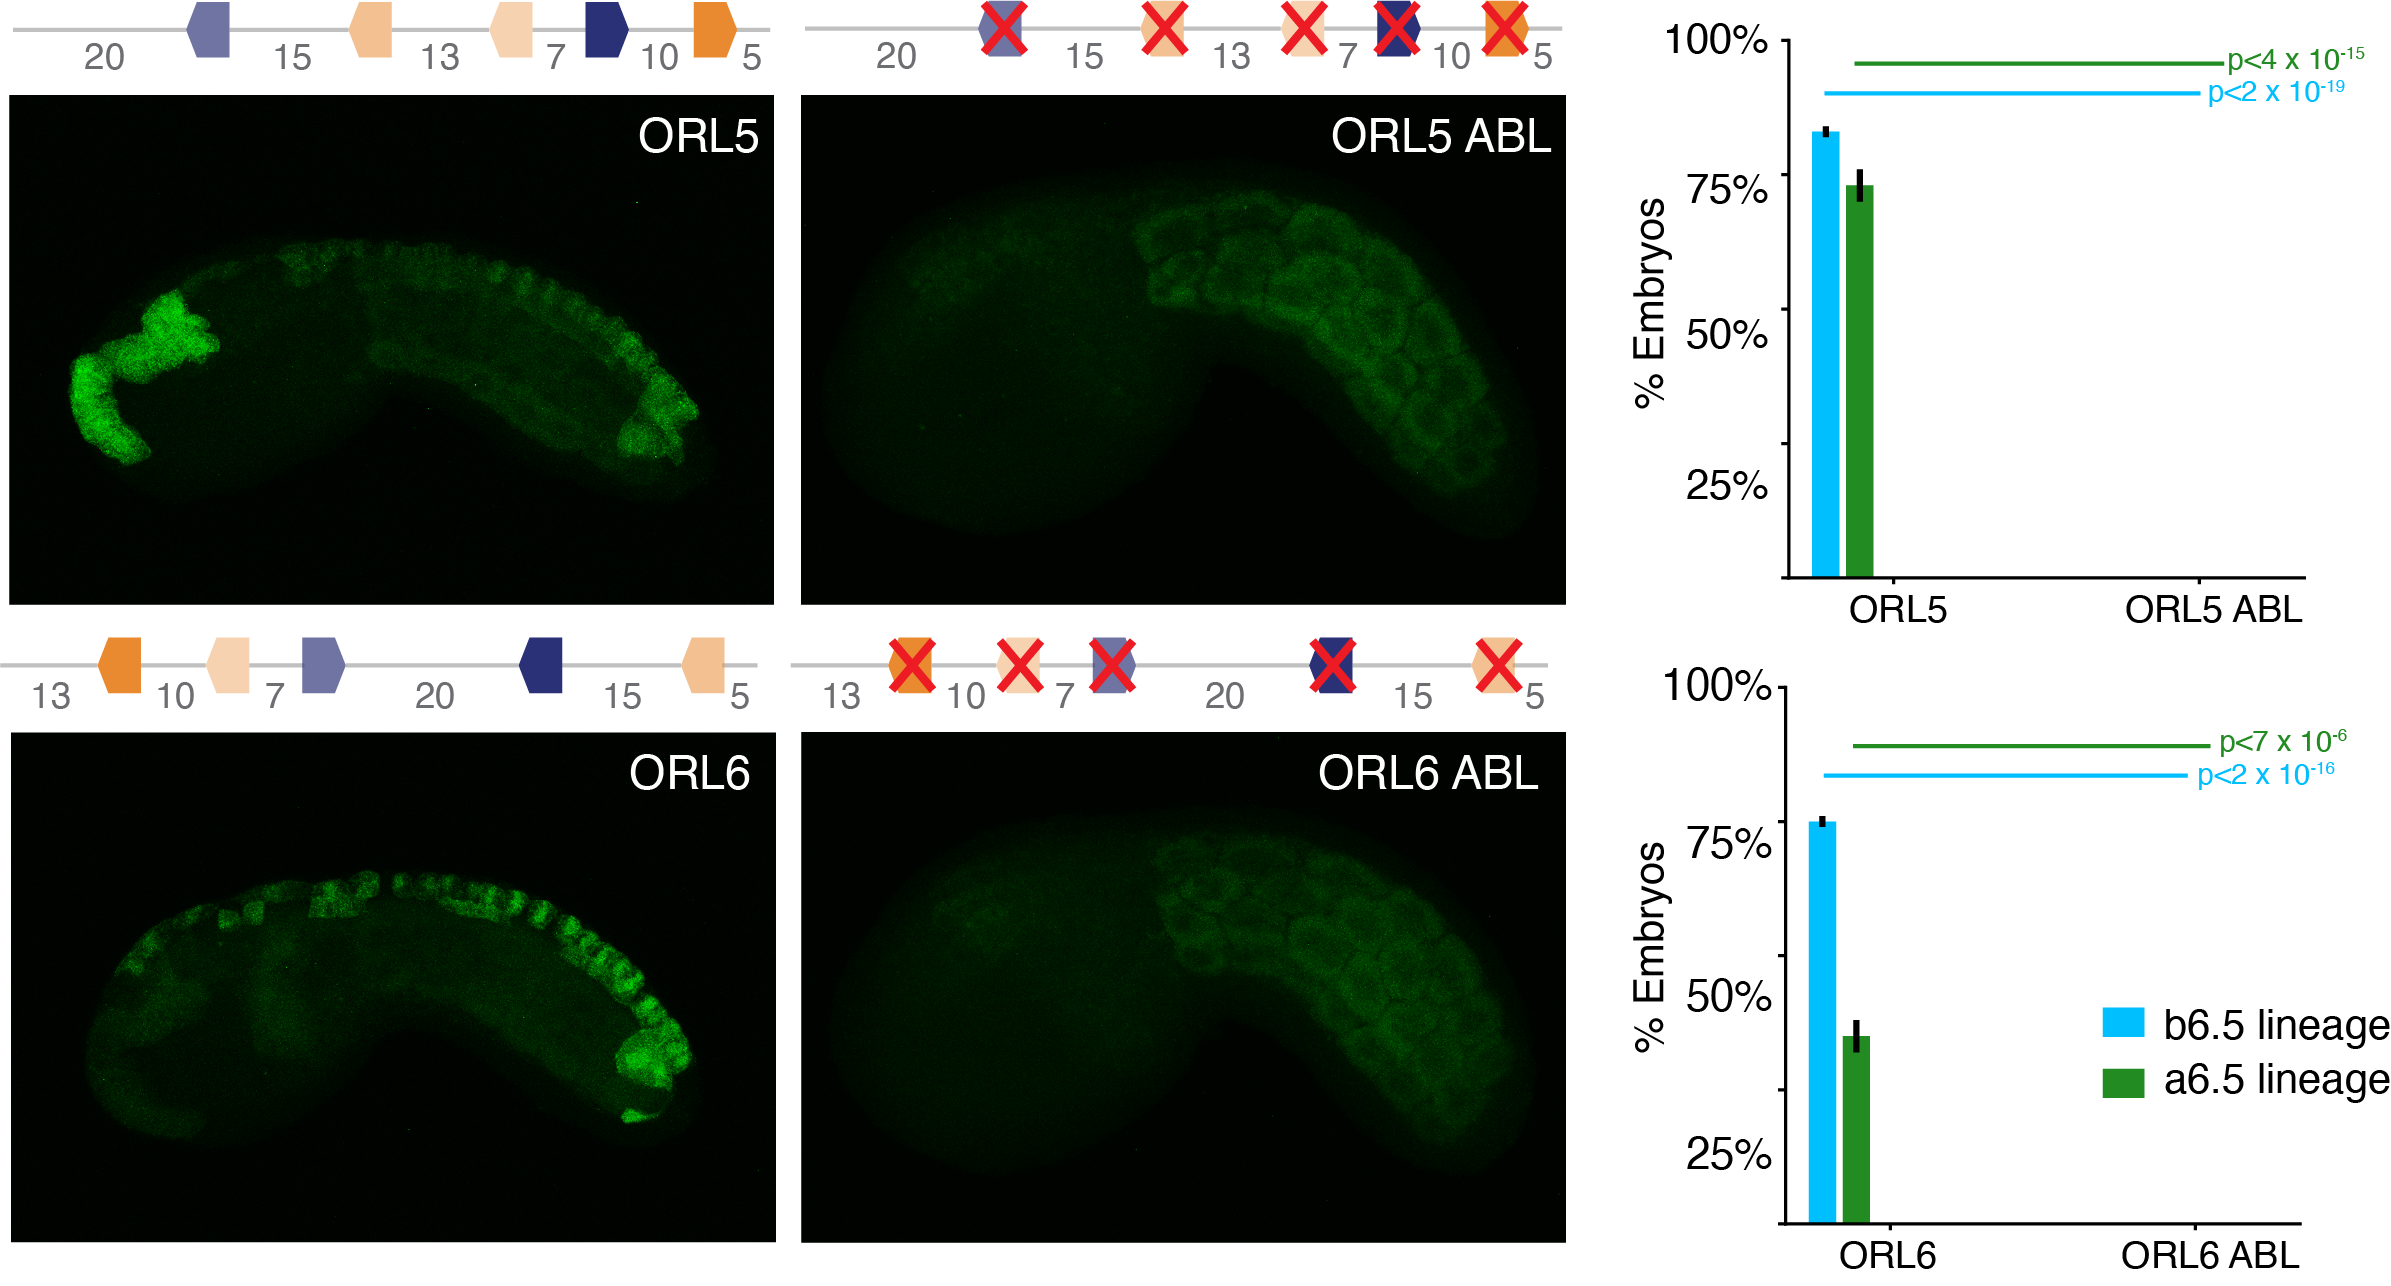 20 15 13 7 10 5
20 15 13 7 10 5
ORL5
ORL5 ABL
100%
75%
50%
25%
% Embryos
p<4 x 10-15
p<2 x 10-19
ORL5 ORL5 ABL
13 10 7 20 15 5
13 10 7 20 15 5
ORL6
ORL6 ABL
100%
75%
50%
25%
% Embryos
p<7 x 10-6
p<2 x 10-16
b6.5 lineage
a6.5 lineage
ORL6 ORL6 ABL